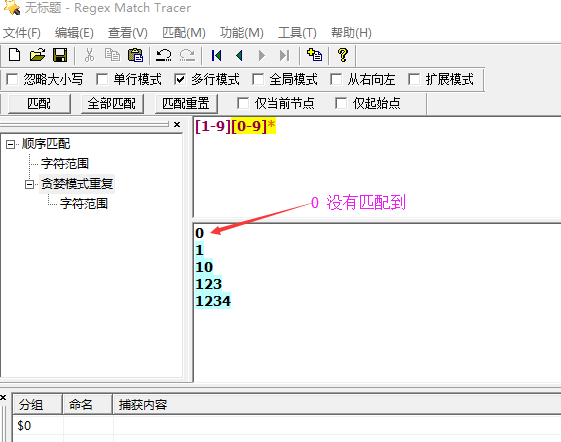 无标题 - Regex Match Tracer
文件(F) 编辑(E) 查看(V) 匹配(M) 功能(M) 工具(T) 帮助(H)
忽略大小写 单行模式 多行模式 全局模式 从右向左 扩展模式
匹配 全部匹配 匹配重置 仅当前节点 仅起始点
顺序匹配
字符范围
贪婪模式重复
字符范围
[1-9][0-9]*
0 没有匹配到
0
1
10
123
1234
分组 命名 捕获内容
$0